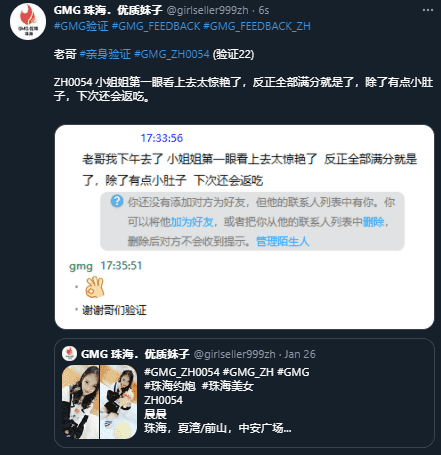 GMG 珠海．优质妹子 @girlseller999zh · 6s
#GMG验证 #GMG_FEEDBACK #GMG_FEEDBACK_ZH
老哥 #亲身验证 #GMG_ZH0054 (验证22)
ZH0054 小姐姐第一眼看上去太惊艳了，反正全部满分就是了，除了有点小肚
子，下次还会返吃。
17:33:56
老哥我下午去了 小姐姐第一眼看上去太惊艳了 反正全部满分就是
了，除了有点小肚子 下次还会返吃
你还没有添加对方为好友，但他的联系人列表中有你。你
可以将他加为好友，或者把你从他的联系人列表中删除，
删除后对方不会收到提示。管理陌生人
gmg 17:35:51
谢谢哥们验证
GMG 珠海．优质妹子 @girlseller999zh · Jan 26
#GMG_ZH0054 #GMG_ZH #GMG
#珠海约炮 #珠海美女
ZH0054
晨晨
珠海，夏湾/前山，中安广场...